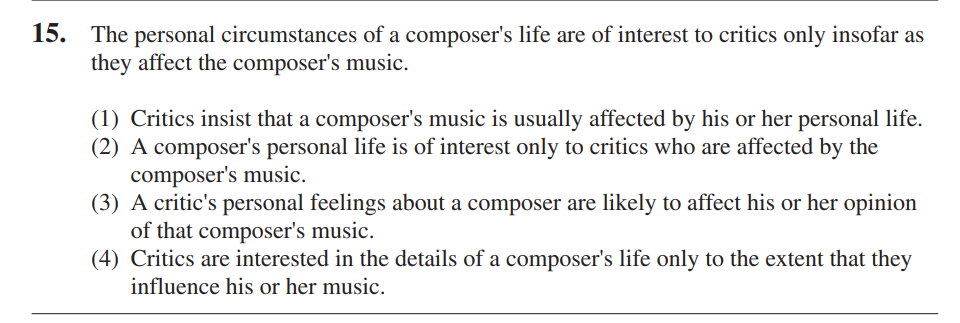 15. The personal circumstances of a composer's life are of interest to critics only insofar as
they affect the composer's music.
(1) Critics insist that a composer's music is usually affected by his or her personal life.
(2) A composer's personal life is of interest only to critics who are affected by the
composer's music.
(3) A critic's personal feelings about a composer are likely to affect his or her opinion
of that composer's music.
(4) Critics are interested in the details of a composer's life only to the extent that they
influence his or her music.